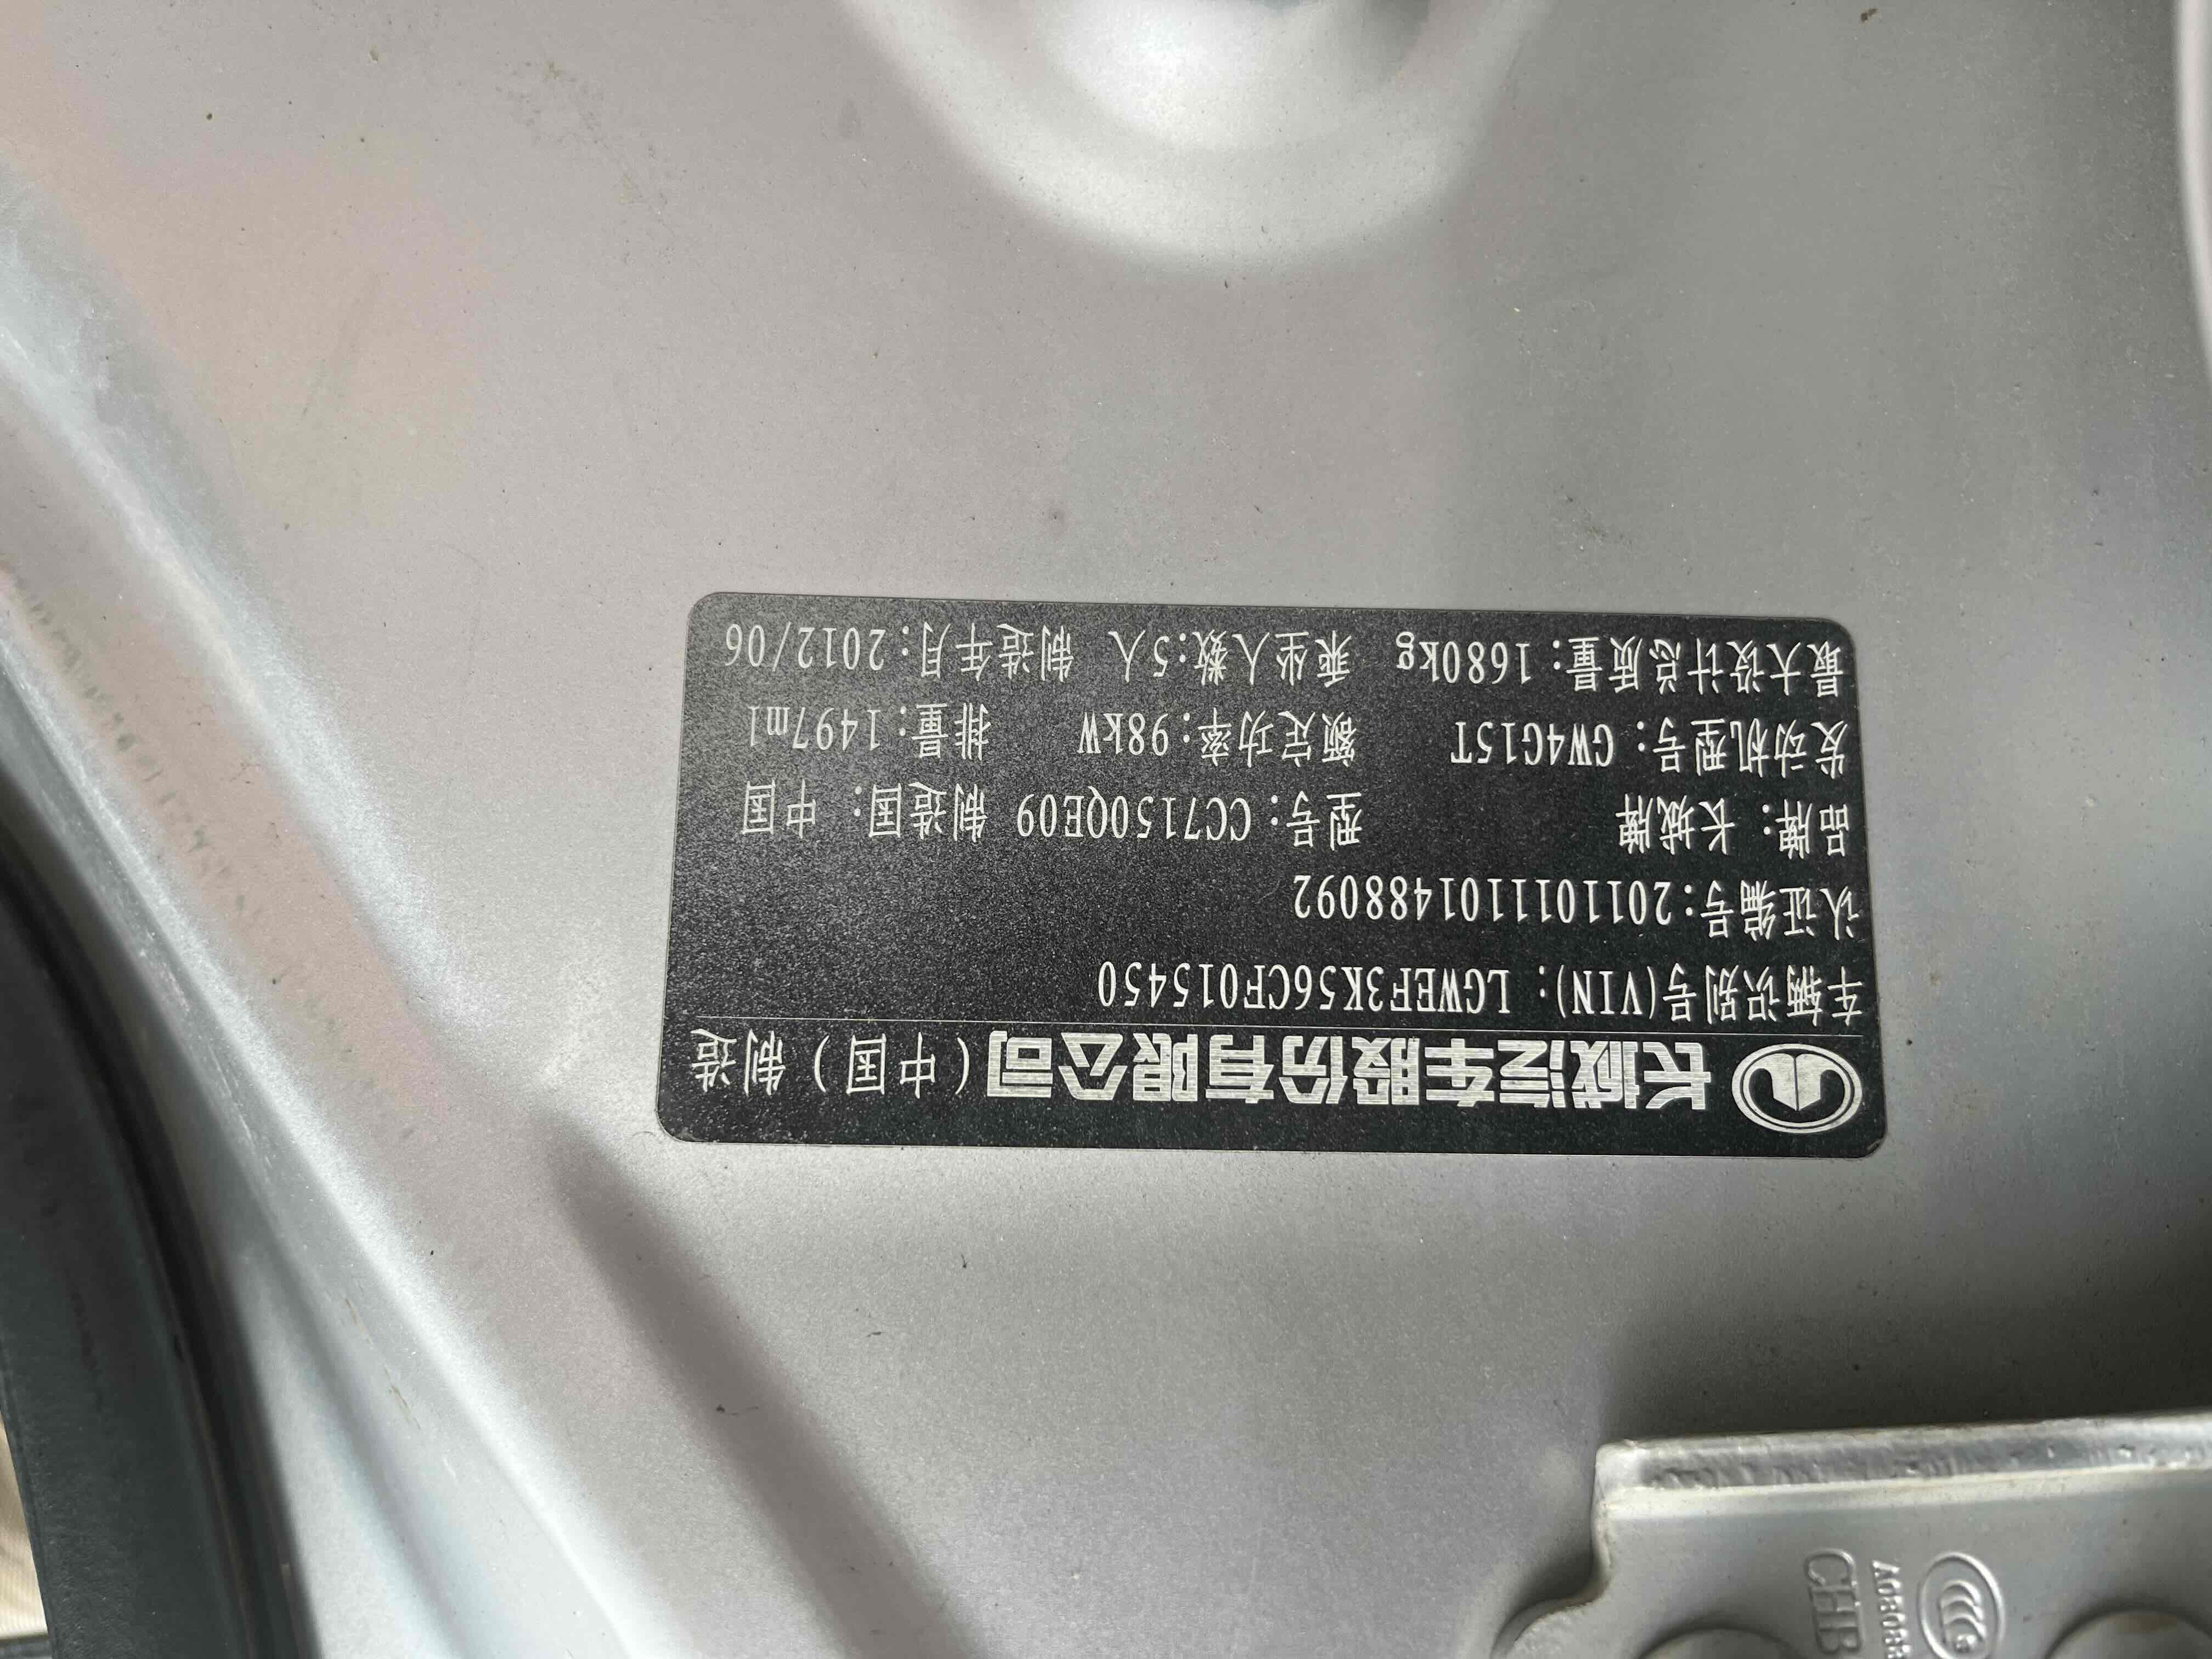 长城汽车股份有限公司（中国）制造
车辆识别号(VIN): LGWEF3K56CF015450
认证编号:2011011101488092
品牌: 长城牌 型号: CC7150QE09 制造国: 中国
发动机型号: GW4G15T 额定功率:98kW 排量:1497ml
最大设计总质量: 1680kg 乘坐人数:5人 制造年月:2012/06
CHB